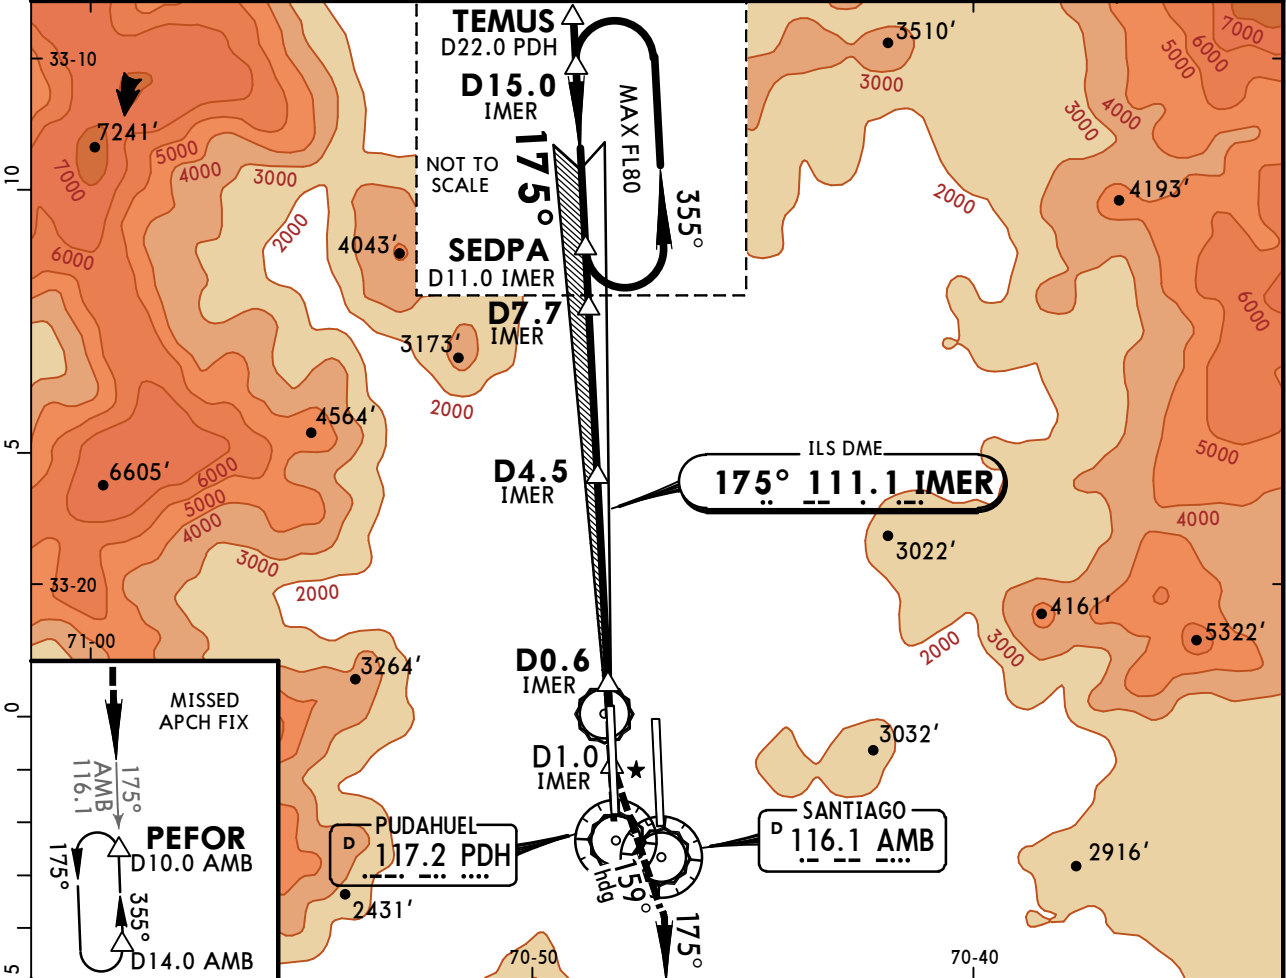 TEMUS
D22.0 PDH
D15.0
IMER
175°
MAX FL80
355°
NOT TO
SCALE
SEDPA
D11.0 IMER
D7.7
IMER
3510'
3000
7000
6000
5000
4000
3000
33-10
7241'
7000
5000
4000
3000
10
2000
4043'
6000
2000
4193'
6000
3173'
2000
4564'
5
6605'
6000
5000
4000
3000
2000
D4.5
IMER
ILS DME
175° 111.1 IMER
3022'
5000
4000
33-20
71-00
4161'
5322'
2000
3000
D0.6
IMER
3264'
0
D1.0
IMER
3032'
MISSED
APCH FIX
175°
AMB
116.1
PEFOR
D10.0 AMB
175°
355°
D14.0 AMB
PUDAHUEL
D
117.2 PDH
SANTIAGO
D
116.1 AMB
2431'
hdg
159°
175°
2916'
5
70-50
70-40